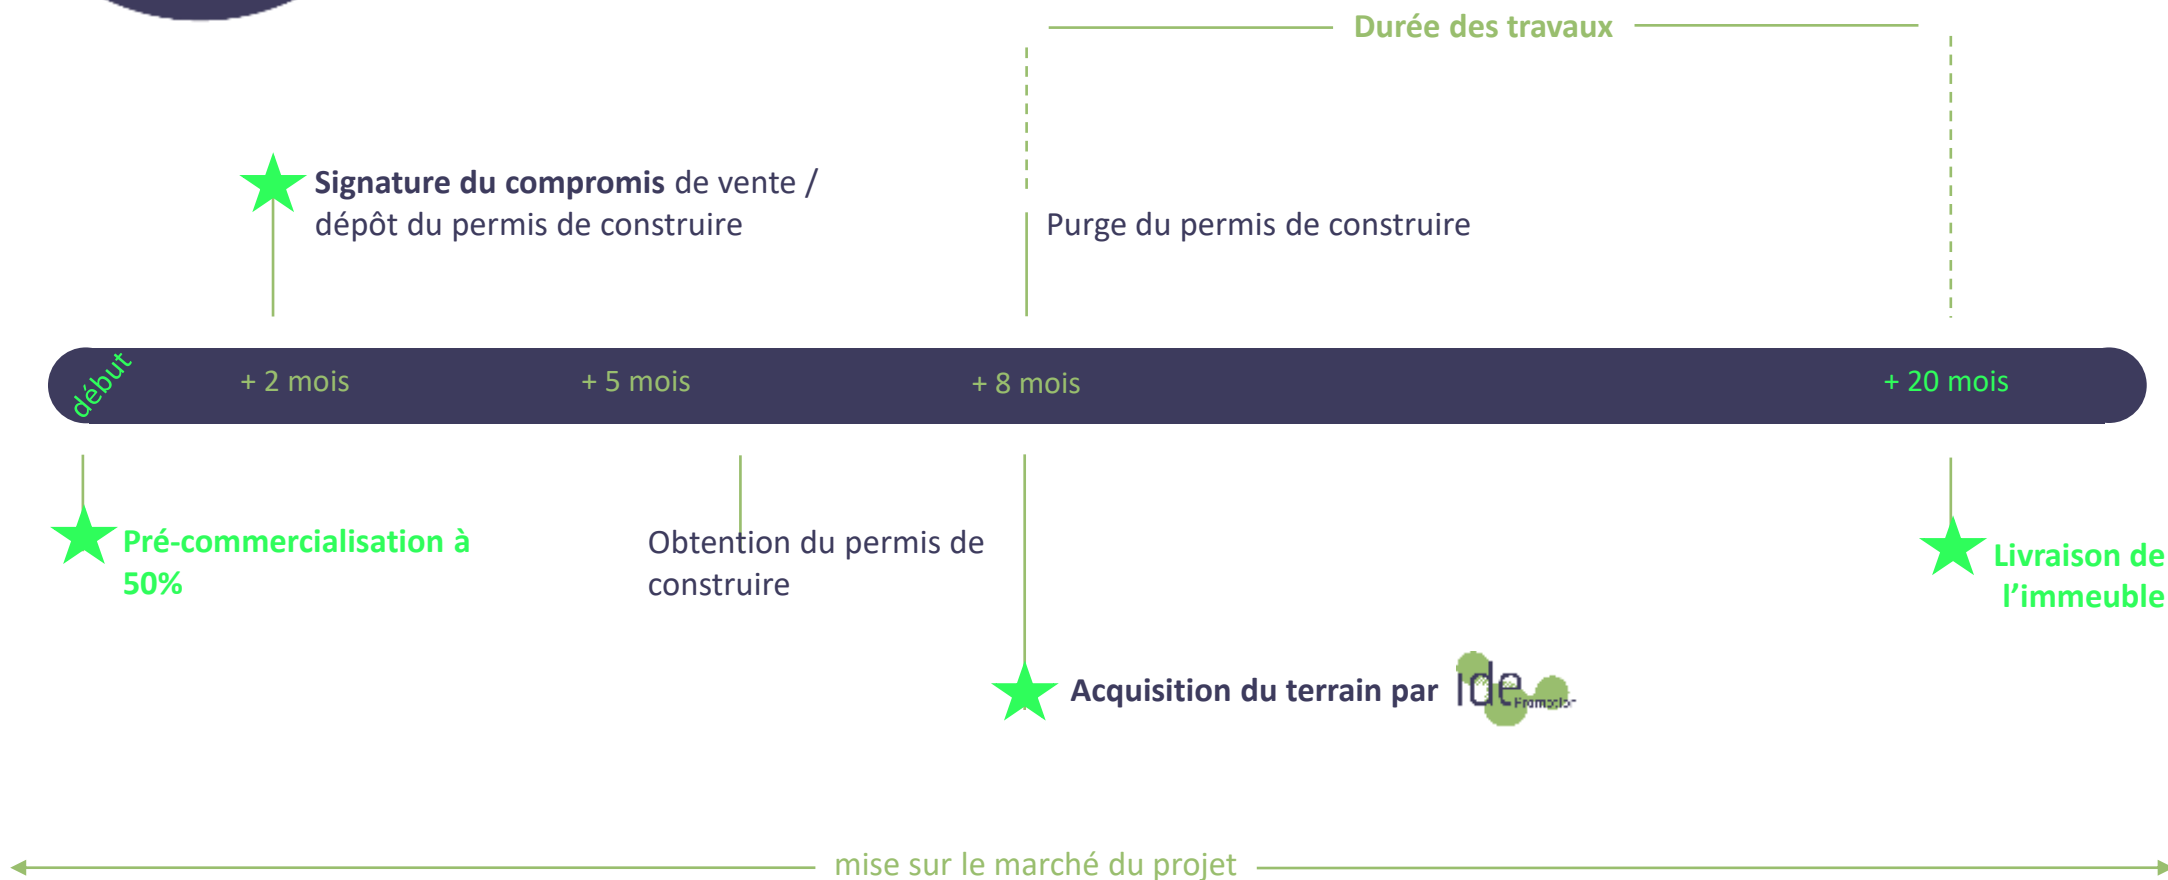 Durée des travaux
Signature du compromis de vente /
dépôt du permis de construire
Purge du permis de construire
début
+ 2 mois
+ 5 mois
+ 8 mois
+ 20 mois
Pré-commercialisation à
50%
Obtention du permis de
construire
Livraison de
l’immeuble
Acquisition du terrain par
ide
Promotion
mise sur le marché du projet